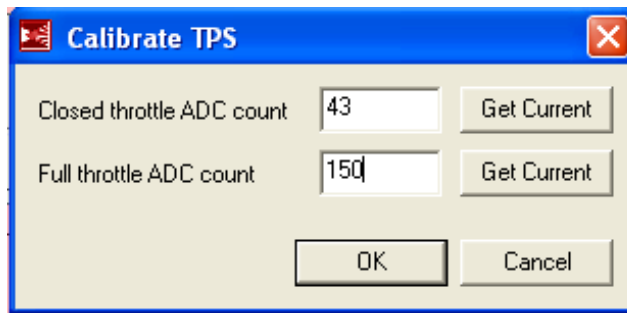 Calibrate TPS
Closed throttle ADC count 43 Get Current
Full throttle ADC count 150 Get Current
OK Cancel